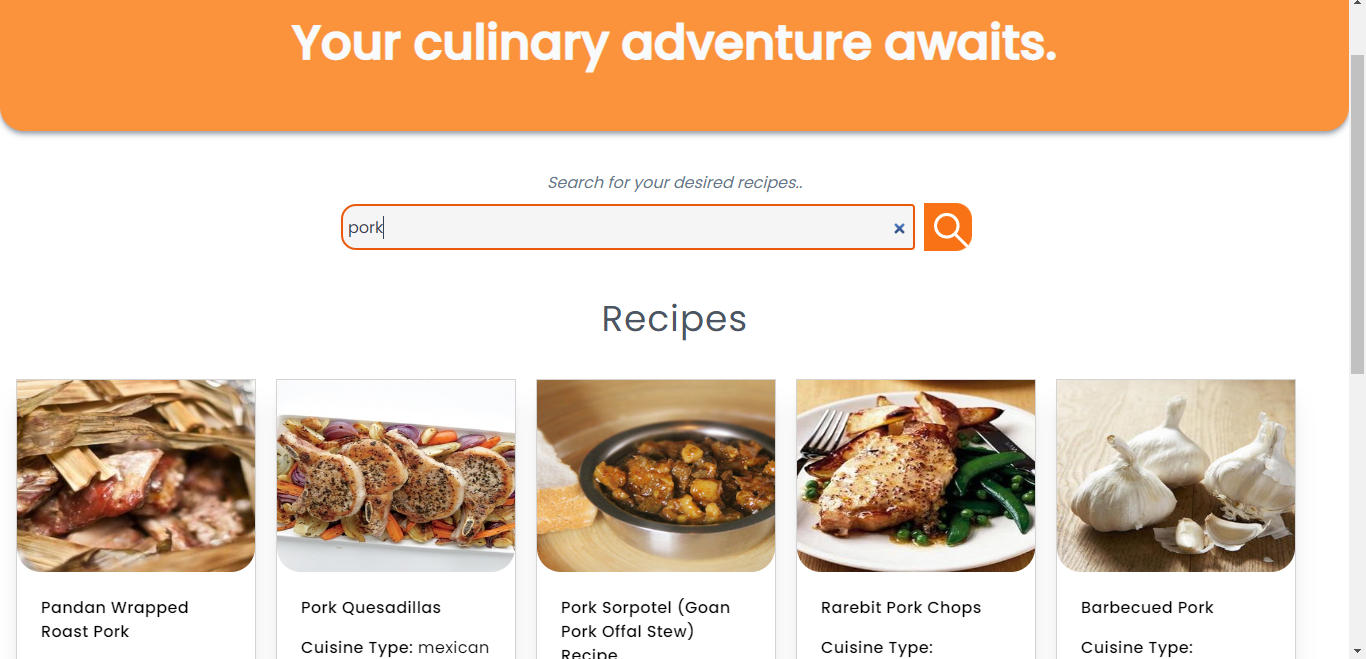 Your culinary adventure awaits.
Search for your desired recipes..
pork
Recipes
Pandan Wrapped
Roast Pork
Pork Quesadillas
Cuisine Type: mexican
Pork Sorpotel (Goan
Pork Offal Stew)
Recipe
Rarebit Pork Chops
Cuisine Type:
Barbecued Pork
Cuisine Type: